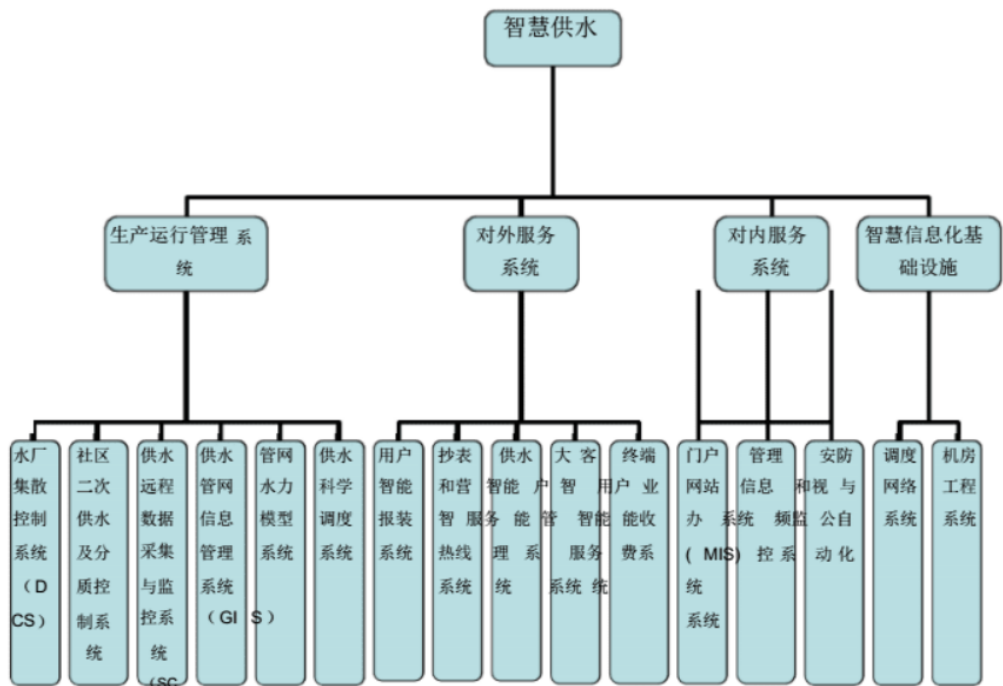 智慧供水
生产运行管理 系
统
对外服务
系统
对内服务
系统
智慧信息化基
础设施
水厂
集散
控制
系统
（D
CS）
社区
二次
供水
及分
质控
制系
统
供水
远程
数据
采集
与监
控系
统
（SC
供水
管网
信息
管理
系统
（GI S）
管网
水力
模型
系统
供水
科学
调度
系统
用户
智能
报装
系统
抄表 供水 大 客 终端
和营 智能 户 智 用户 业
智 服务 能 管 智能 能收
热线 理 系 服务 费系
系统 统 系统 统
门户 管理 安防
网站 信息 和视 与
办 系统 频监 公自
( MIS) 控系 动化
统
系统
调度
网络
系统
机房
工程
系统